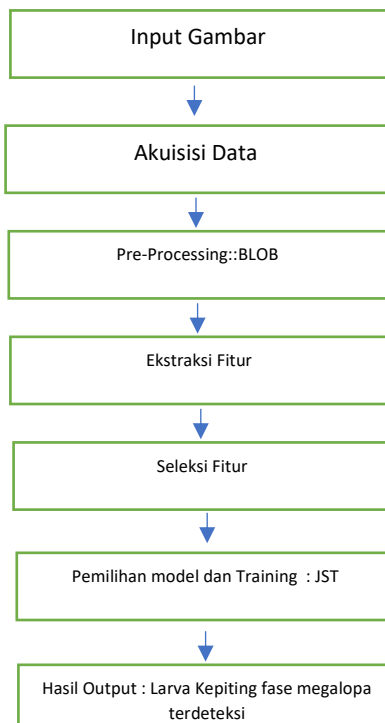 Input Gambar
Akuisisi Data
Pre-Processing::BLOB
Ekstraksi Fitur
Seleksi Fitur
Pemilihan model dan Training : JST
Hasil Output : Larva Kepiting fase megalopa
terdeteksi